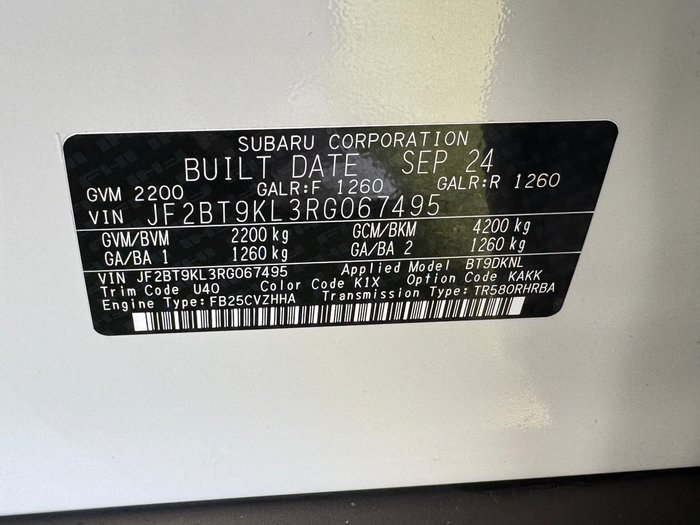 SUBARU CORPORATION
BUILT DATE SEP 24
GVM 2200 GALR:F 1260 GALR:R 1260
VIN JF2BT9KL3RG067495
GVM/BVM 2200 kg GCM/BKM 4200 kg
GA/BA 1 1260 kg GA/BA 2 1260 kg
VIN JF2BT9KL3RG067495 Applied Model BT9DKNL
Trim Code U40 Color Code K1X Option Code KAKK
Engine Type:FB25CVZHHA Transmission Type:TR580RHRBA